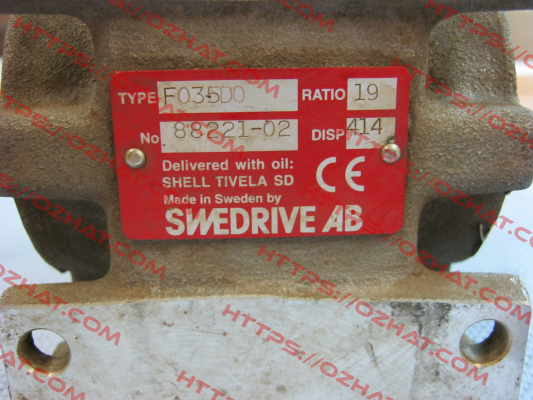 TYPE F035D0 RATIO 19
No 88221-02 DISP 414
Delivered with oil:
SHELL TIVELA SD
Made in Sweden by
SWEDRIVE AB
CE
HTTPS://OZHAT.COM